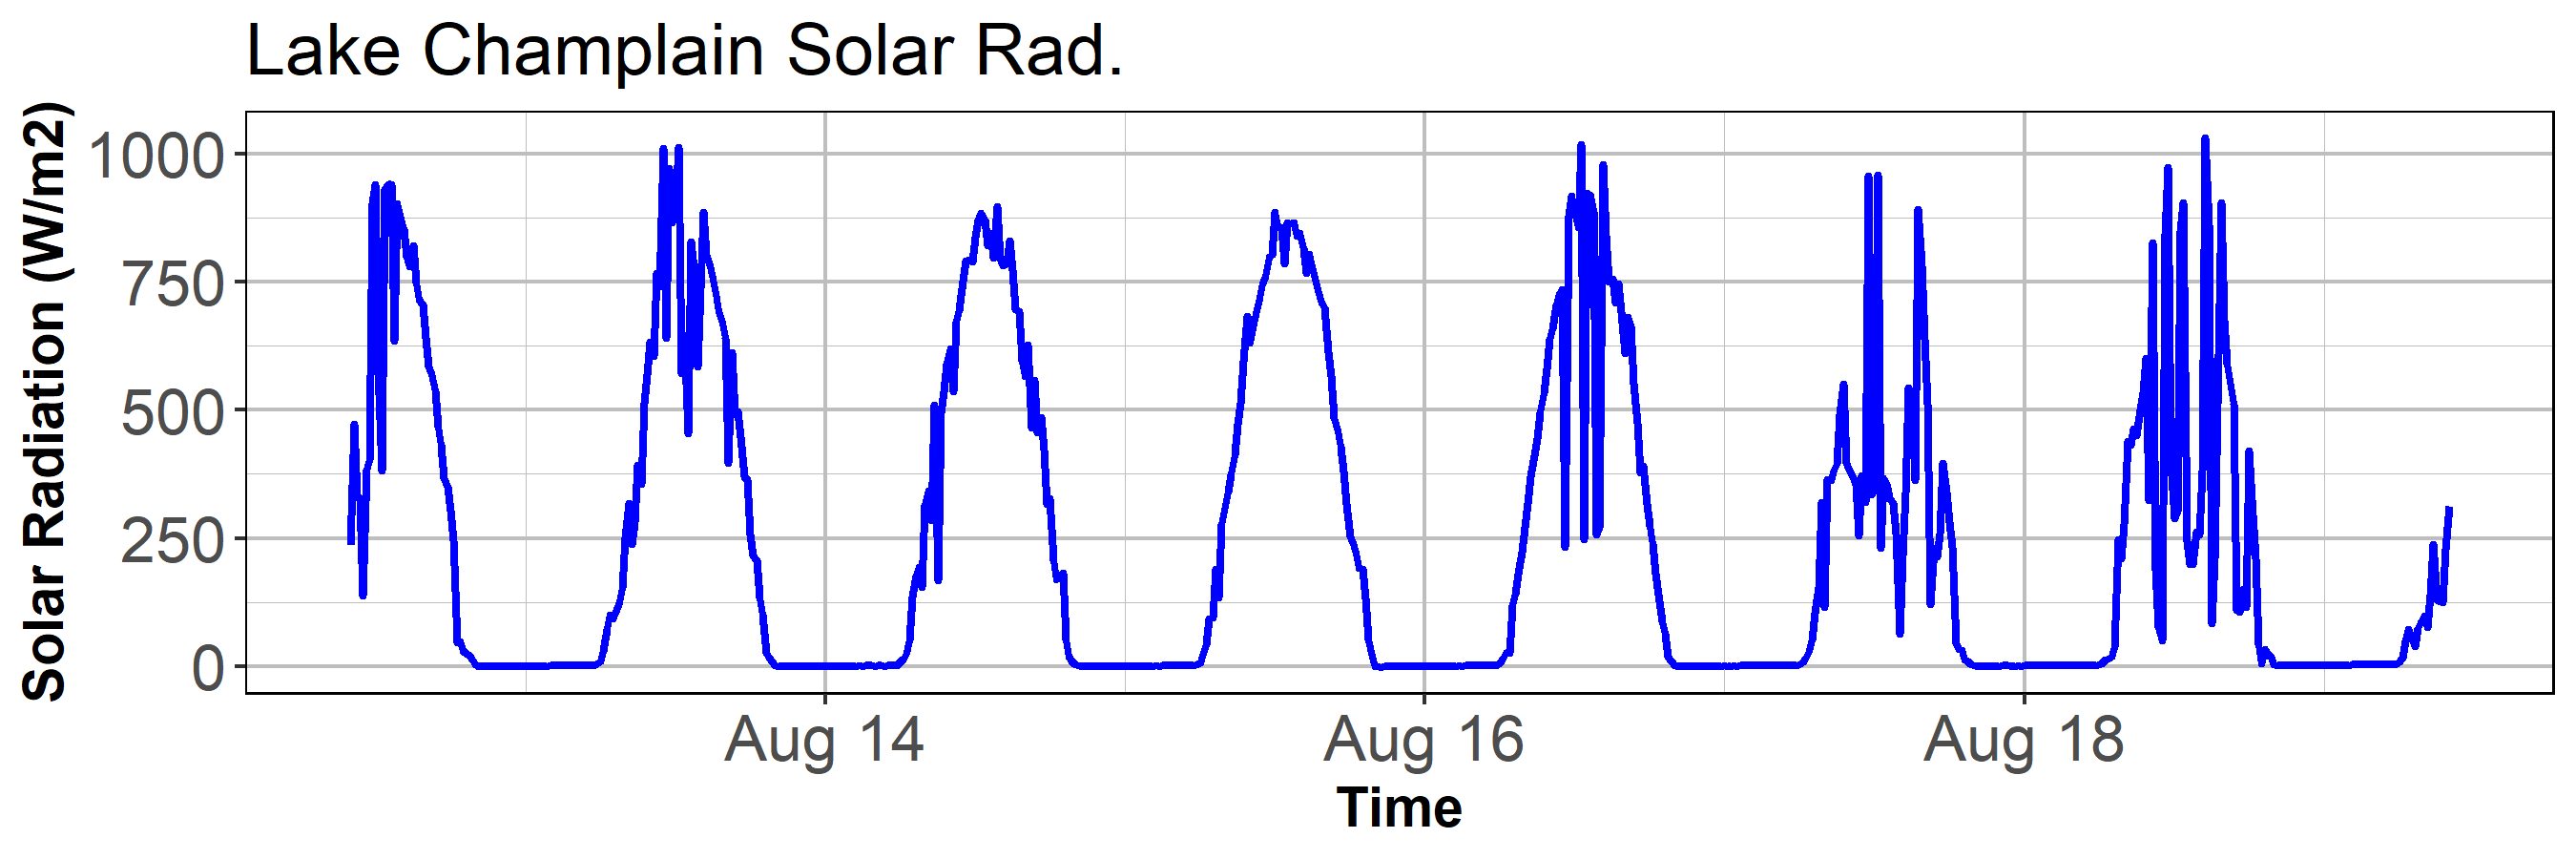 Lake Champlain Solar Rad.
Solar Radiation (W/m2)
1000
750
500
250
0
Aug 14
Aug 16
Aug 18
Time